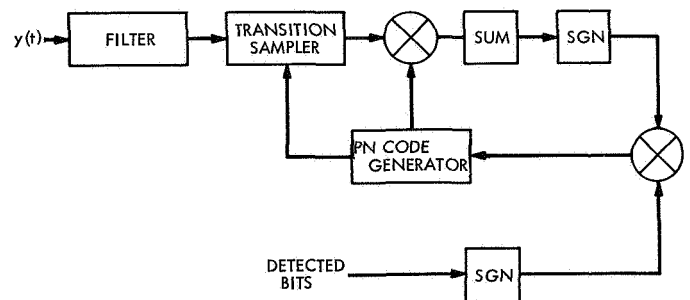 y(t)
FILTER
TRANSITION
SAMPLER
SUM
SGN
PN CODE
GENERATOR
DETECTED
BITS
SGN